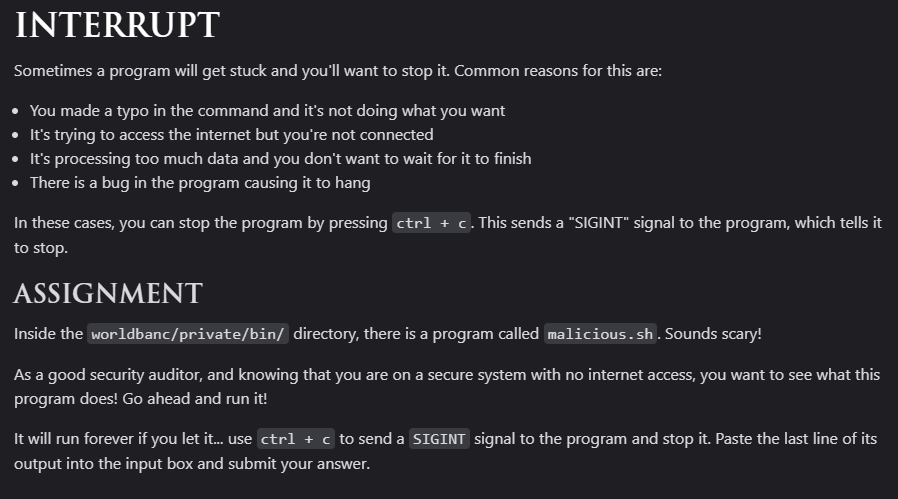 INTERRUPT
Sometimes a program will get stuck and you'll want to stop it. Common reasons for this are:
• You made a typo in the command and it's not doing what you want
• It's trying to access the internet but you're not connected
• It's processing too much data and you don't want to wait for it to finish
• There is a bug in the program causing it to hang
In these cases, you can stop the program by pressing ctrl + c. This sends a "SIGINT" signal to the program, which tells it
to stop.
ASSIGNMENT
Inside the worldbanc/private/bin/ directory, there is a program called malicious.sh. Sounds scary!
As a good security auditor, and knowing that you are on a secure system with no internet access, you want to see what this
program does! Go ahead and run it!
It will run forever if you let it... use ctrl + c to send a SIGINT signal to the program and stop it. Paste the last line of its
output into the input box and submit your answer.